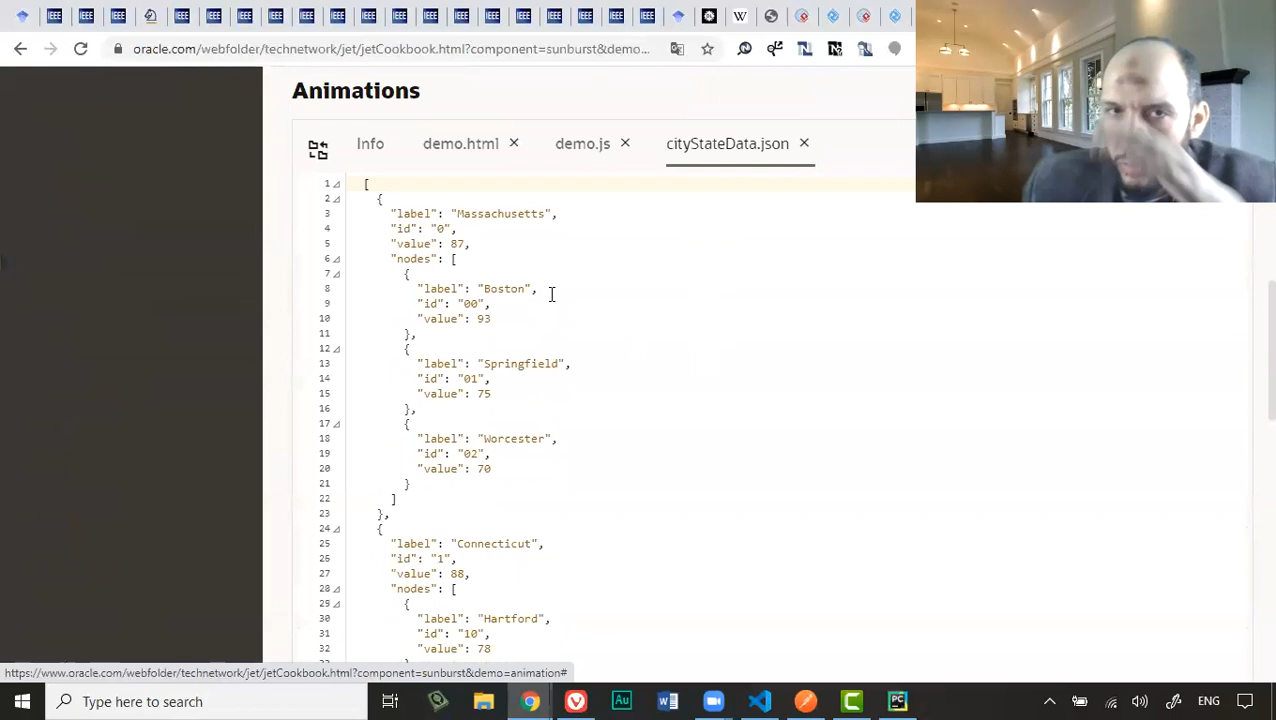 oracle.com/webfolder/technetwork/jet/jetCookbook.html?component=sunburst&demo...
Animations
Info demo.html demo.js cityStateData.json
1 [
2 {
3 "label": "Massachusetts",
4 "id": "0",
5 "value": 87,
6 "nodes": [
7 {
8 "label": "Boston",
9 "id": "00",
10 "value": 93
11 },
12 {
13 "label": "Springfield",
14 "id": "01",
15 "value": 75
16 },
17 {
18 "label": "Worcester",
19 "id": "02",
20 "value": 70
21 }
22 ]
23 },
24 {
25 "label": "Connecticut",
26 "id": "1",
27 "value": 88,
28 "nodes": [
29 {
30 "label": "Hartford",
31 "id": "10",
32 "value": 78
https://www.oracle.com/webfolder/technetwork/jet/jetCookbook.html?component=sunburst&demo=animation#
Type here to search
Au
W
PC
ENG